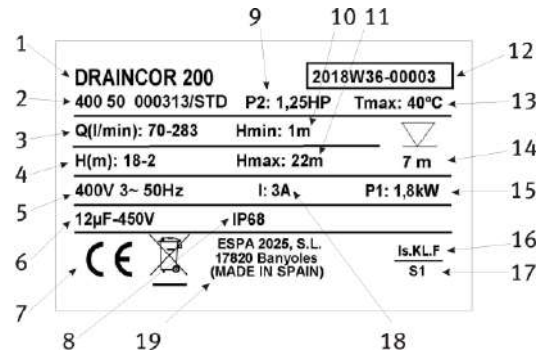 9 10 11
1 12
DRAINCOR 200 2018W36-00003
2 400 50 000313/STD P2: 1,25HP Tmax: 40ºC 13
3 Q(l/min): 70-283 Hmin: 1m
4 H(m): 18-2 Hmax: 22m 7 m 14
5 400V 3~ 50Hz I: 3A P1: 1,8kW 15
6 12µF-450V IP68
CE ESPA 2025, S.L. Is.KL.F 16
17820 Banyoles
7 (MADE IN SPAIN) S1 17
8 19 18